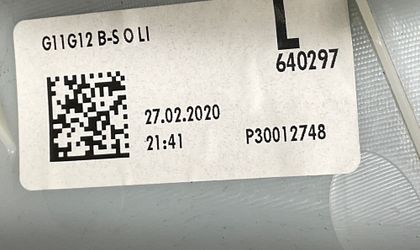 G11G12 B-S O LI
L
640297
27.02.2020
21:41
P30012748